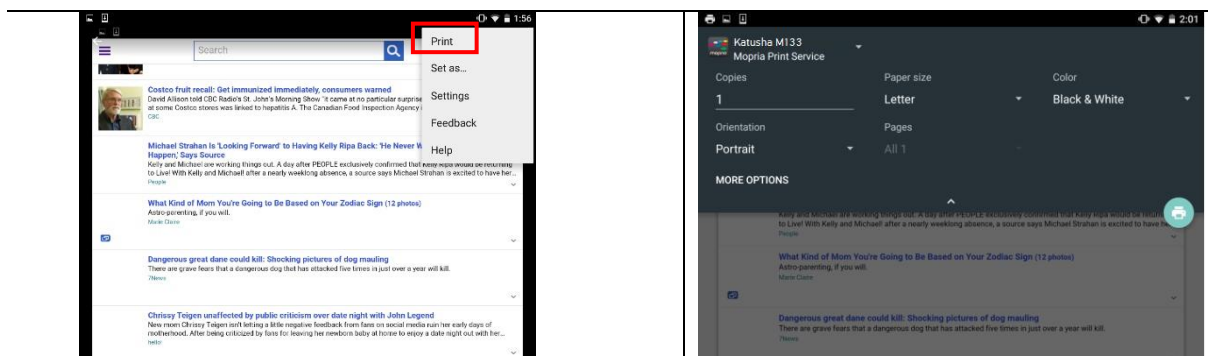 1:56
Search
Print
Set as...
Settings
Feedback
Help
Costco fruit recall: Get immunized immediately, consumers warned
David Allison told CBC Radio's St. John's Morning Show "it came at no particular surprise
at some Costco stores was linked to hepatitis A. The Canadian Food Inspection Agency
CBC
Michael Strahan Is 'Looking Forward' to Having Kelly Ripa Back: 'He Never W
Happen,' Says Source
Kelly and Michael are working things out. A day after PEOPLE exclusively confirmed that Kelly Ripa would be returning
to Live! With Kelly and Michael! after a nearly weeklong absence, a source says Michael Strahan is excited to have her...
People
What Kind of Mom You're Going to Be Based on Your Zodiac Sign (12 photos)
Astro-parenting, if you will.
Marie Claire
Dangerous great dane could kill: Shocking pictures of dog mauling
There are grave fears that a dangerous dog that has attacked five times in just over a year will kill.
7News
Chrissy Teigen unaffected by public criticism over date night with John Legend
New mom Chrissy Teigen isn't letting a little negative feedback from fans on social media ruin her early days of
motherhood. After being criticized by fans for leaving her newborn baby at home to enjoy a date night out with her...
hello
2:01
mopria
Katusha M133
Mopria Print Service
Copies
Paper size
Color
1
Letter
Black & White
Orientation
Pages
Portrait
All 1
MORE OPTIONS
Kelly and Michael are working things out. A day after PEOPLE exclusively confirmed that Kelly Ripa would be return
to Live! With Kelly and Michael! after a nearly weeklong absence, a source says Michael Strahan is excited to have he
People
What Kind of Mom You're Going to Be Based on Your Zodiac Sign (12 photos)
Astro-parenting, if you will.
Marie Claire
Dangerous great dane could kill: Shocking pictures of dog mauling
There are grave fears that a dangerous dog that has attacked five times in just over a year will kill.
7News